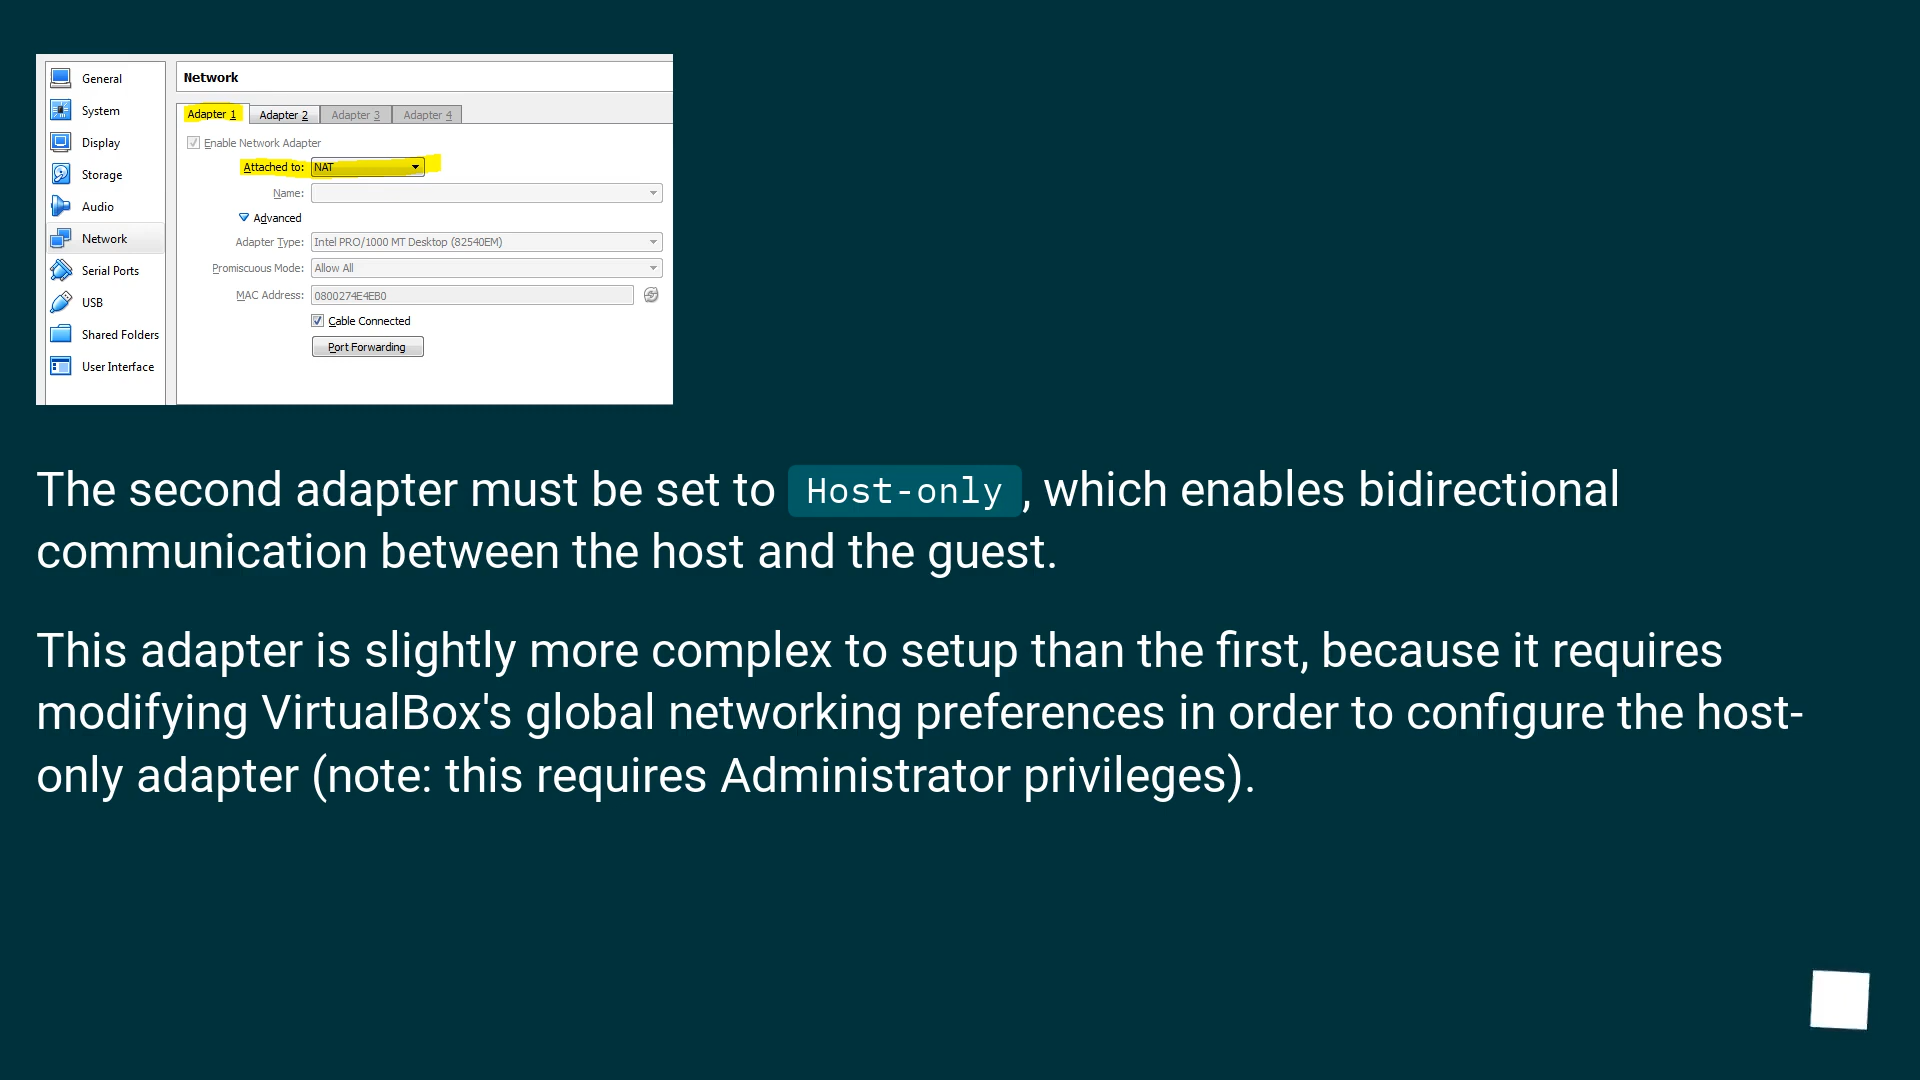 General
System
Display
Storage
Audio
Network
Serial Ports
USB
Shared Folders
User Interface
Network
Adapter 1 Adapter 2 Adapter 3 Adapter 4
Enable Network Adapter
Attached to: NAT
Name:
Advanced
Adapter Type: Intel PRO/1000 MT Desktop (82540EM)
Promiscuous Mode: Allow All
MAC Address: 0800274E4EB0
Cable Connected
Port Forwarding
The second adapter must be set to Host-only, which enables bidirectional
communication between the host and the guest.
This adapter is slightly more complex to setup than the first, because it requires
modifying VirtualBox's global networking preferences in order to configure the host-
only adapter (note: this requires Administrator privileges).